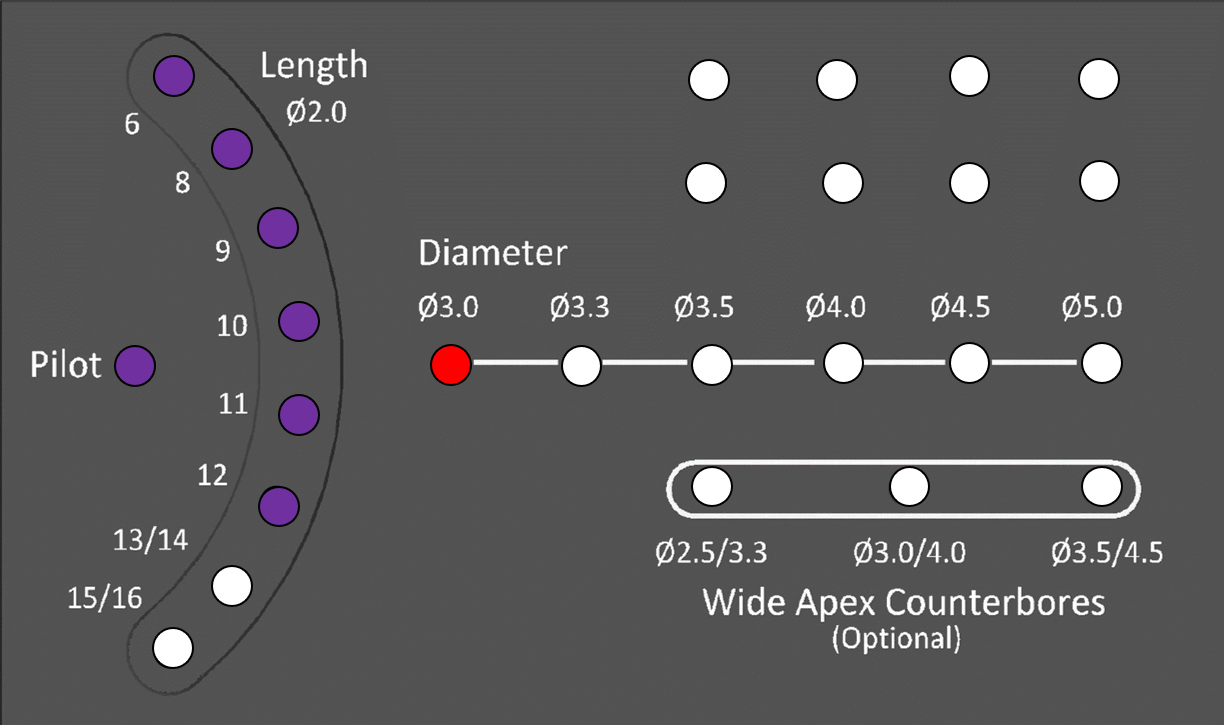 Length
Ø2.0
6
8
9
10
11
12
13/14
15/16
Pilot
Diameter
Ø3.0 Ø3.3 Ø3.5 Ø4.0 Ø4.5 Ø5.0
Ø2.5/3.3 Ø3.0/4.0 Ø3.5/4.5
Wide Apex Counterbores
(Optional)